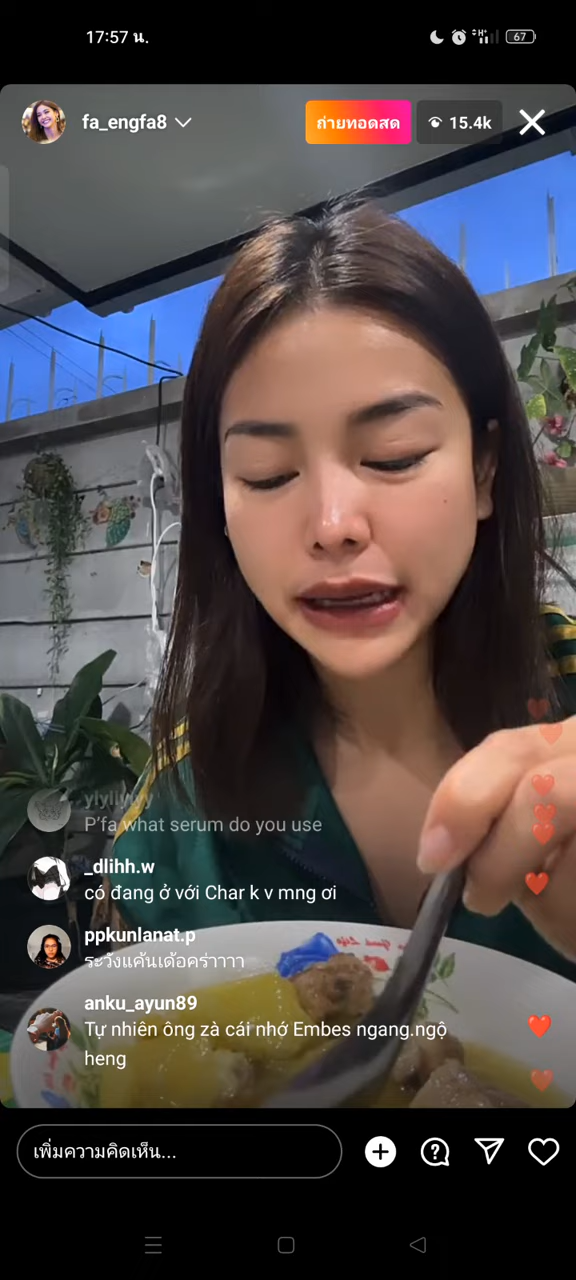 17:57 น.
67
fa_engfa8
ถ่ายทอดสด
15.4k
ylyllyyy
P'fa what serum do you use
_dlihh.w
có đang ở với Char k v mng ơi
ppkunlanat.p
ระวังแค้นเด้อคร่าาาา
anku_ayun89
Tự nhiên ông zà cái nhớ Embes ngang.ngộ
heng
เพิ่มความคิดเห็น...